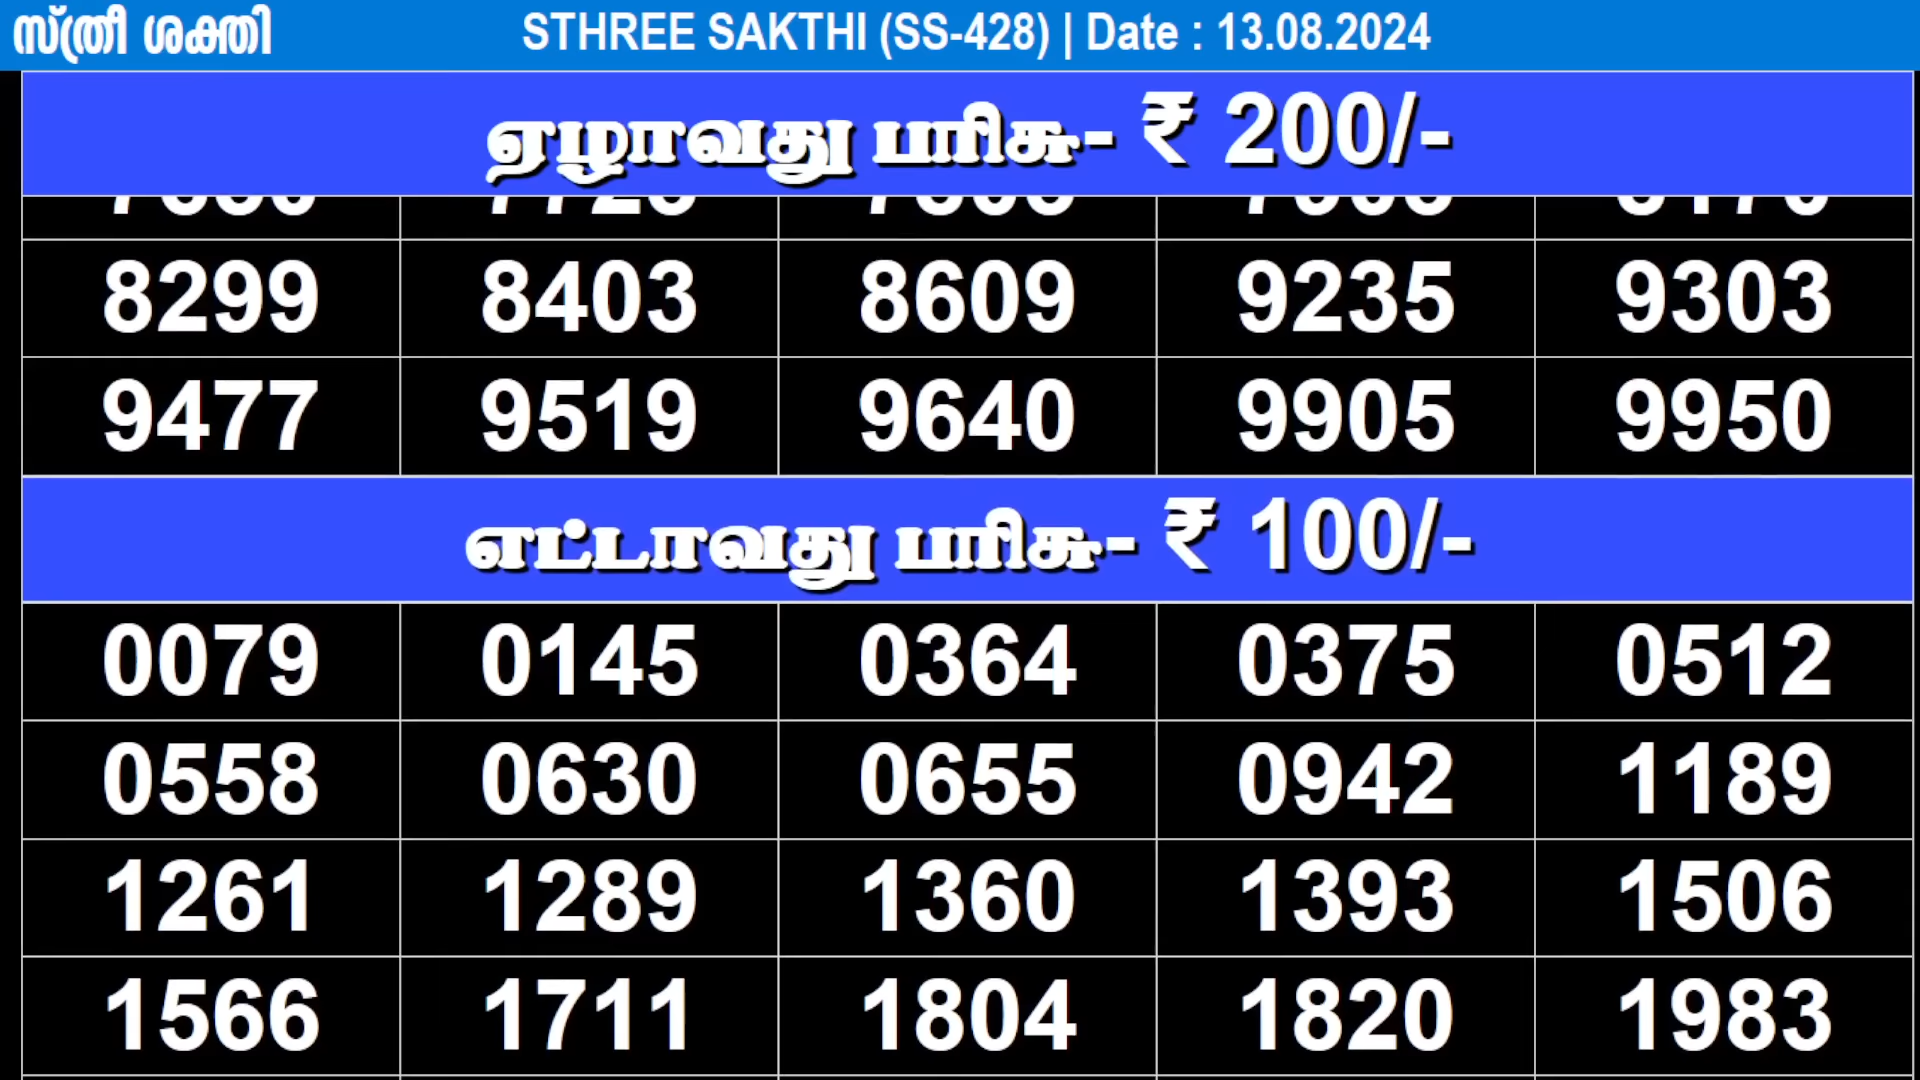 സ്ത്രീ ശക്തി STHREE SAKTHI (SS-428) | Date : 13.08.2024
ஏழாவது பரிசு- ₹ 200/-
8299 8403 8609 9235 9303
9477 9519 9640 9905 9950
எட்டாவது பரிசு- ₹ 100/-
0079 0145 0364 0375 0512
0558 0630 0655 0942 1189
1261 1289 1360 1393 1506
1566 1711 1804 1820 1983